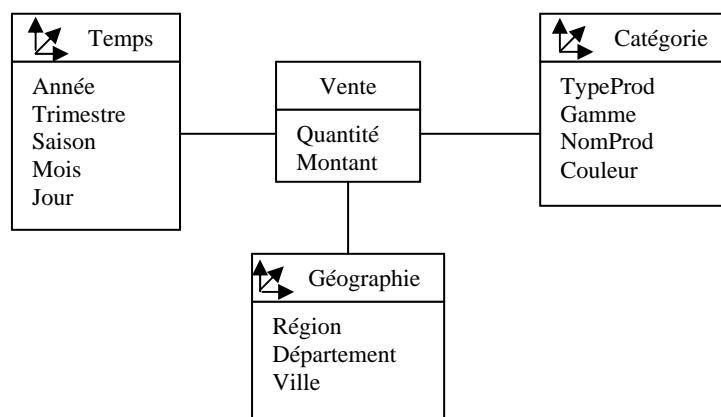 Temps
Année
Trimestre
Saison
Mois
Jour
Vente
Quantité
Montant
Catégorie
TypeProd
Gamme
NomProd
Couleur
Géographie
Région
Département
Ville